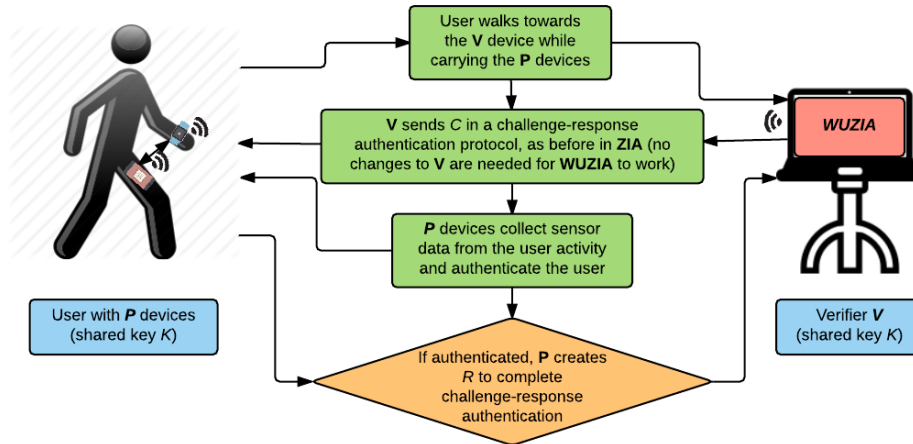 User walks towards
the V device while
carrying the P devices
WUZIA
V sends C in a challenge-response
authentication protocol, as before in ZIA (no
changes to V are needed for WUZIA to work)
P devices collect sensor
data from the user activity
and authenticate the user
User with P devices
(shared key K)
Verifier V
(shared key K)
If authenticated, P creates
R to complete
challenge-response
authentication